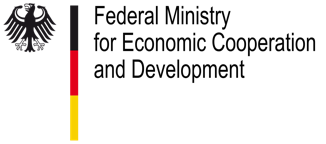 Federal Ministry
for Economic Cooperation
and Development